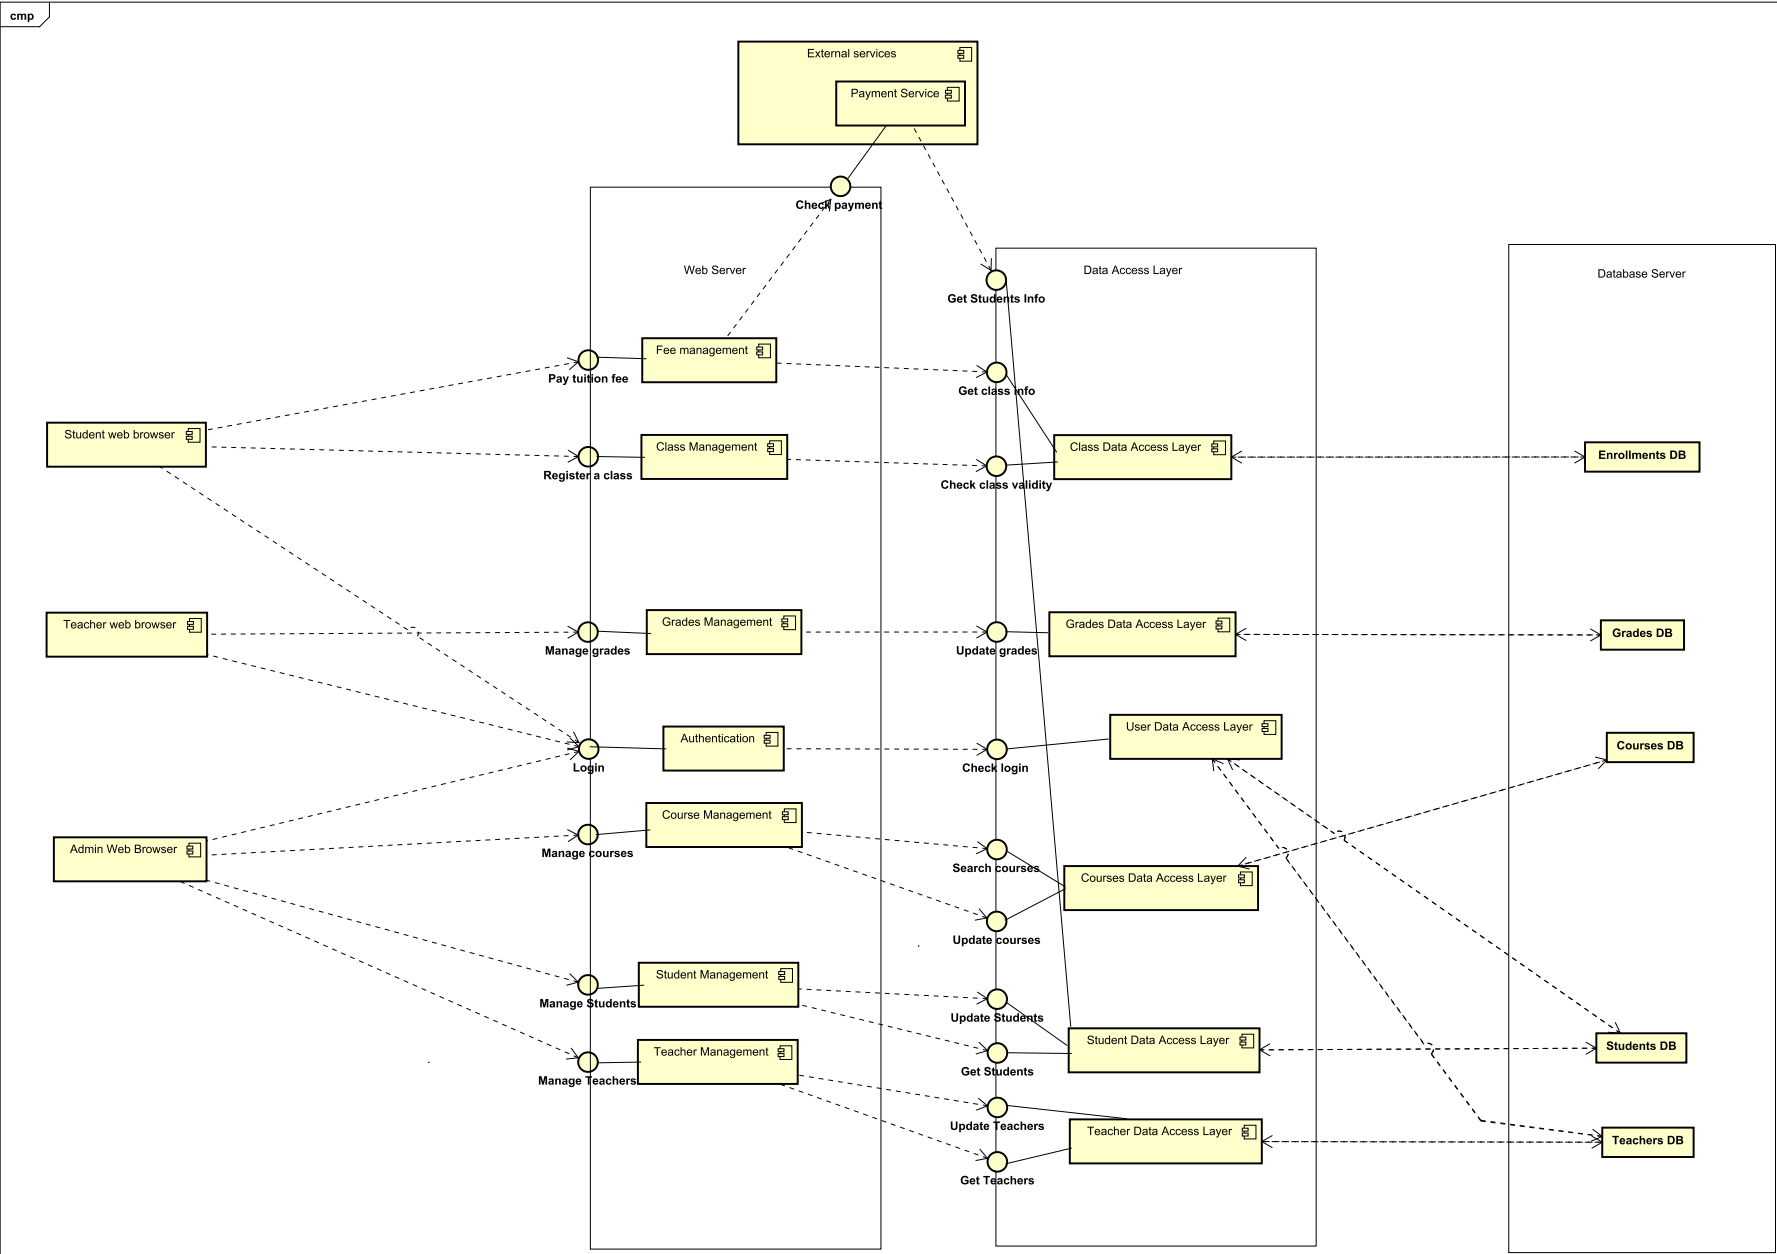 cmp
External services
Payment Service
Check payment
Web Server
Data Access Layer
Database Server
Get Students Info
Fee management
Pay tuition fee
Get class info
Student web browser
Class Management
Class Data Access Layer
Enrollments DB
Register a class
Check class validity
Teacher web browser
Grades Management
Grades Data Access Layer
Grades DB
Manage grades
Update grades
User Data Access Layer
Authentication
Courses DB
Login
Check login
Course Management
Admin Web Browser
Manage courses
Search courses
Courses Data Access Layer
Update courses
Student Management
Manage Students
Update Students
Student Data Access Layer
Students DB
Teacher Management
Get Students
Manage Teachers
Update Teachers
Teacher Data Access Layer
Teachers DB
Get Teachers